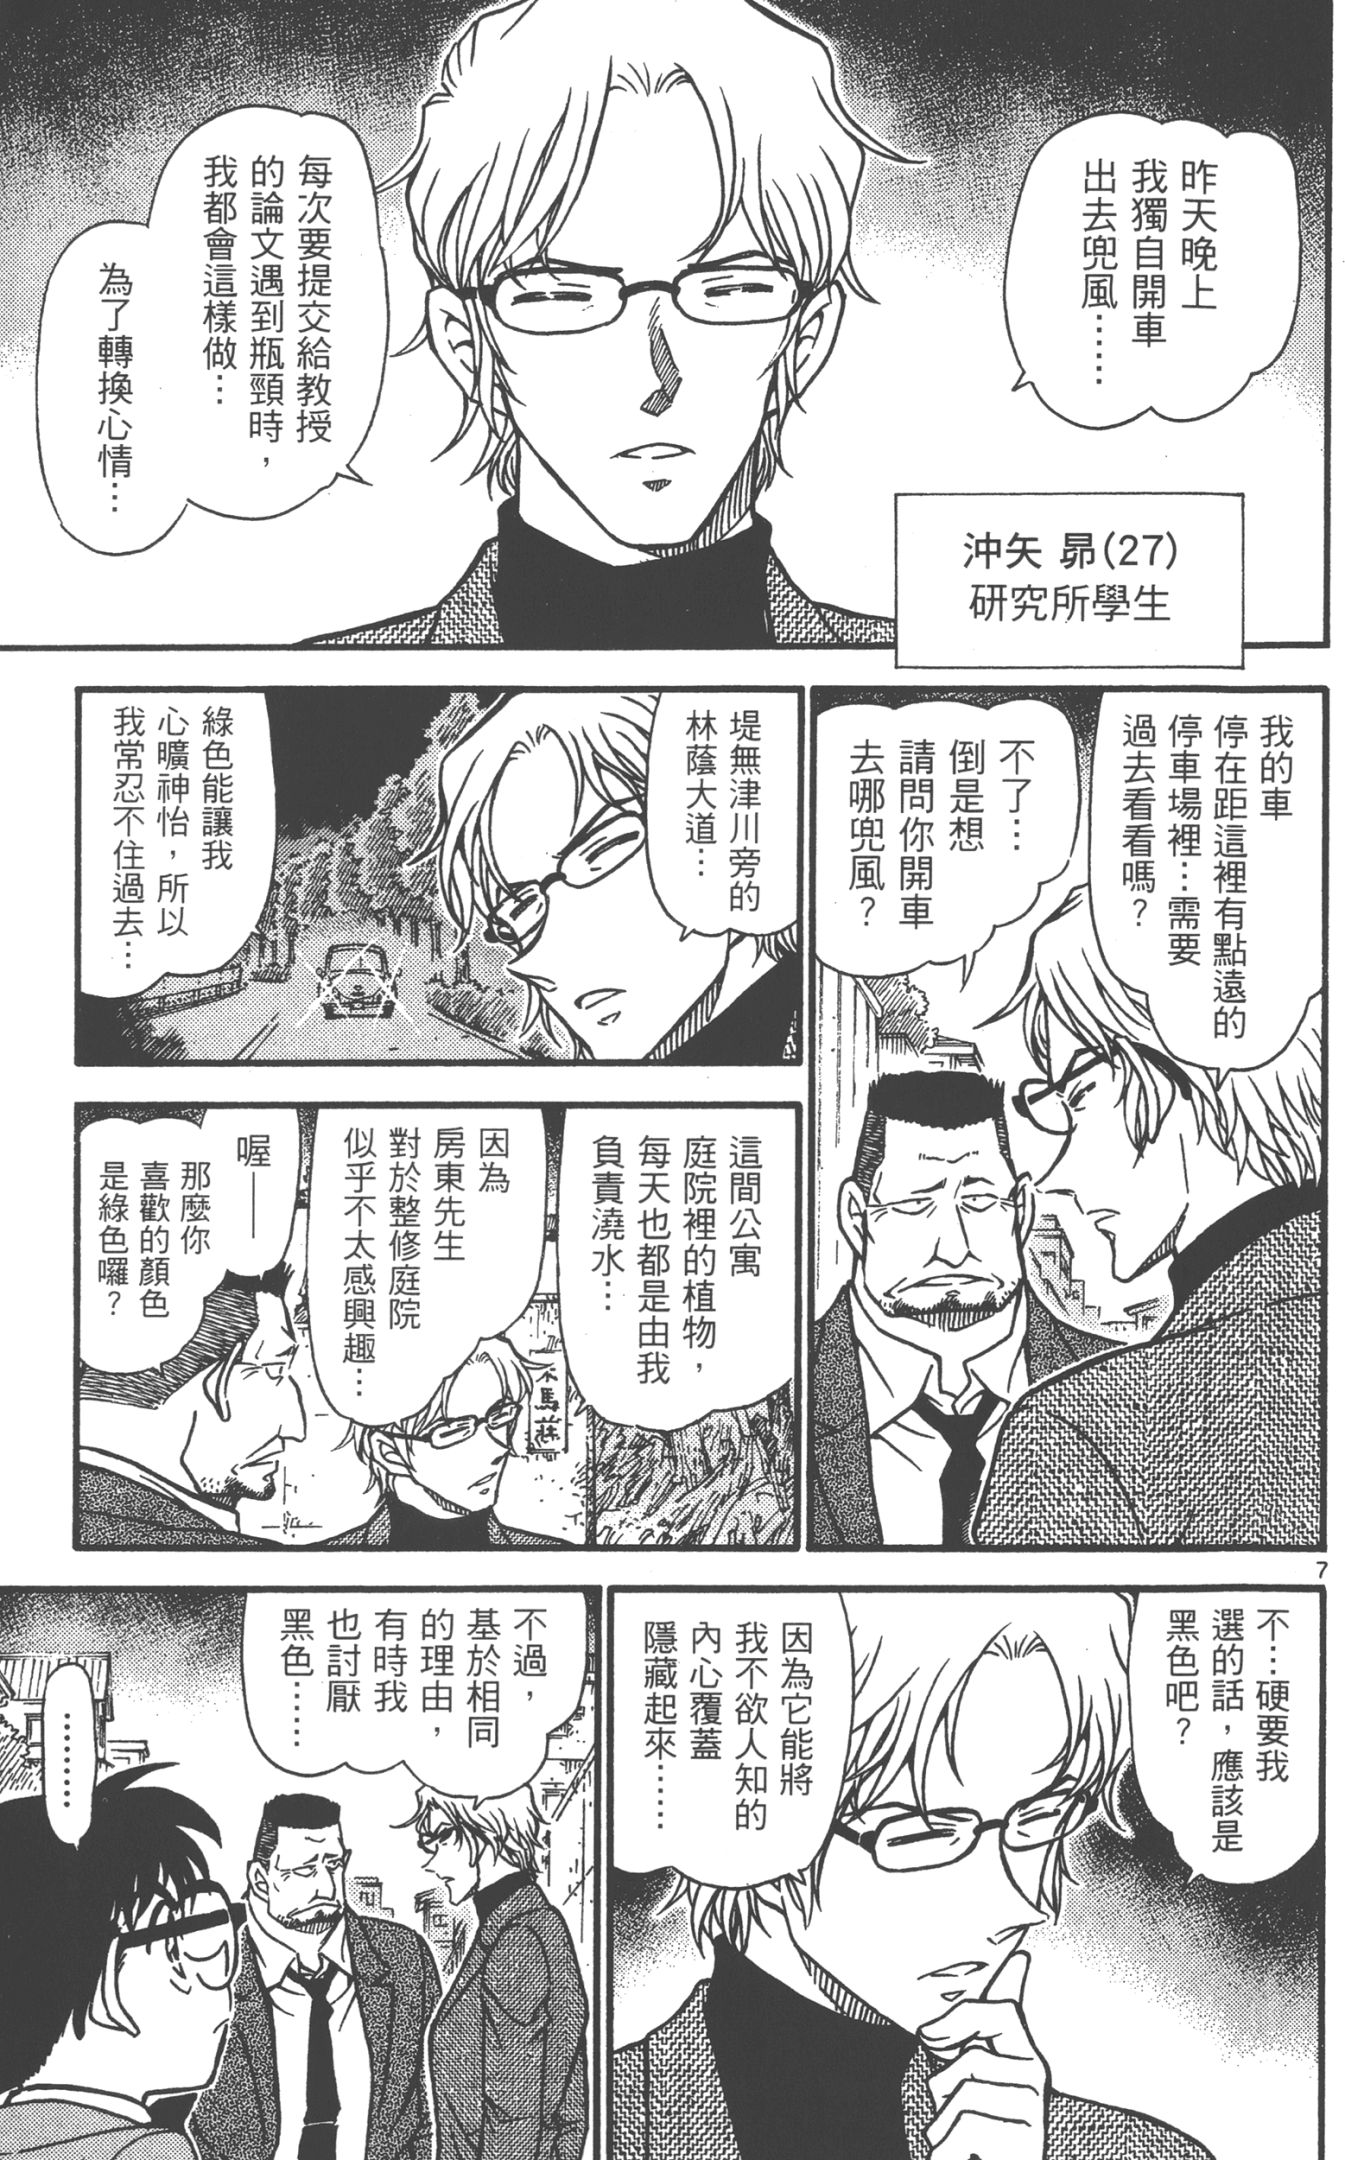 昨天晚上
我獨自開車
出去兜風……
每次要提交給教授
的論文遇到瓶頸時，
我都會這樣做…
為了轉換心情…
沖矢 昴(27)
研究所學生
我的車
停在距這裡有點遠的
停車場裡…需要
過去看看嗎？
不了…
倒是想
請問你開車
去哪兜風？
堤無津川旁的
林蔭大道…
綠色能讓我
心曠神怡，所以
我常忍不住過去…
這間公寓
庭院裡的植物，
每天也都是由我
負責澆水…
因為
房東先生
對於整修庭院
似乎不太感興趣…
木馬莊
喔——
那麼你
喜歡的顏色
是綠色囉？
7
不…硬要我
選的話，應該是
黑色吧？
因為它能將
我不欲人知的
內心覆蓋
隱藏起來……
不過，
基於相同
的理由，
有時我
也討厭
黑色……
………